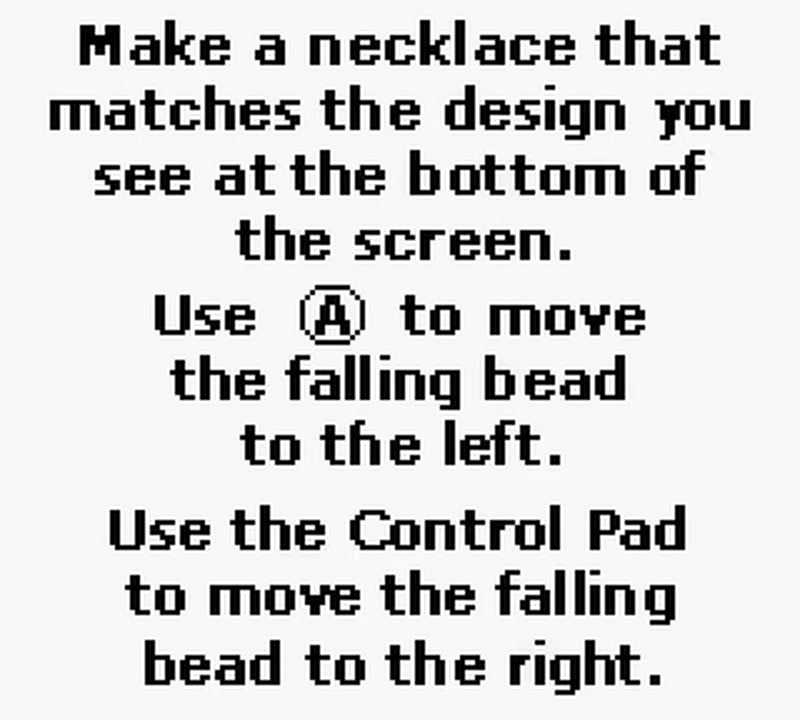 Make a necklace that
matches the design you
see at the bottom of
the screen.
Use Ⓐ to move
the falling bead
to the left.
Use the Control Pad
to move the falling
bead to the right.